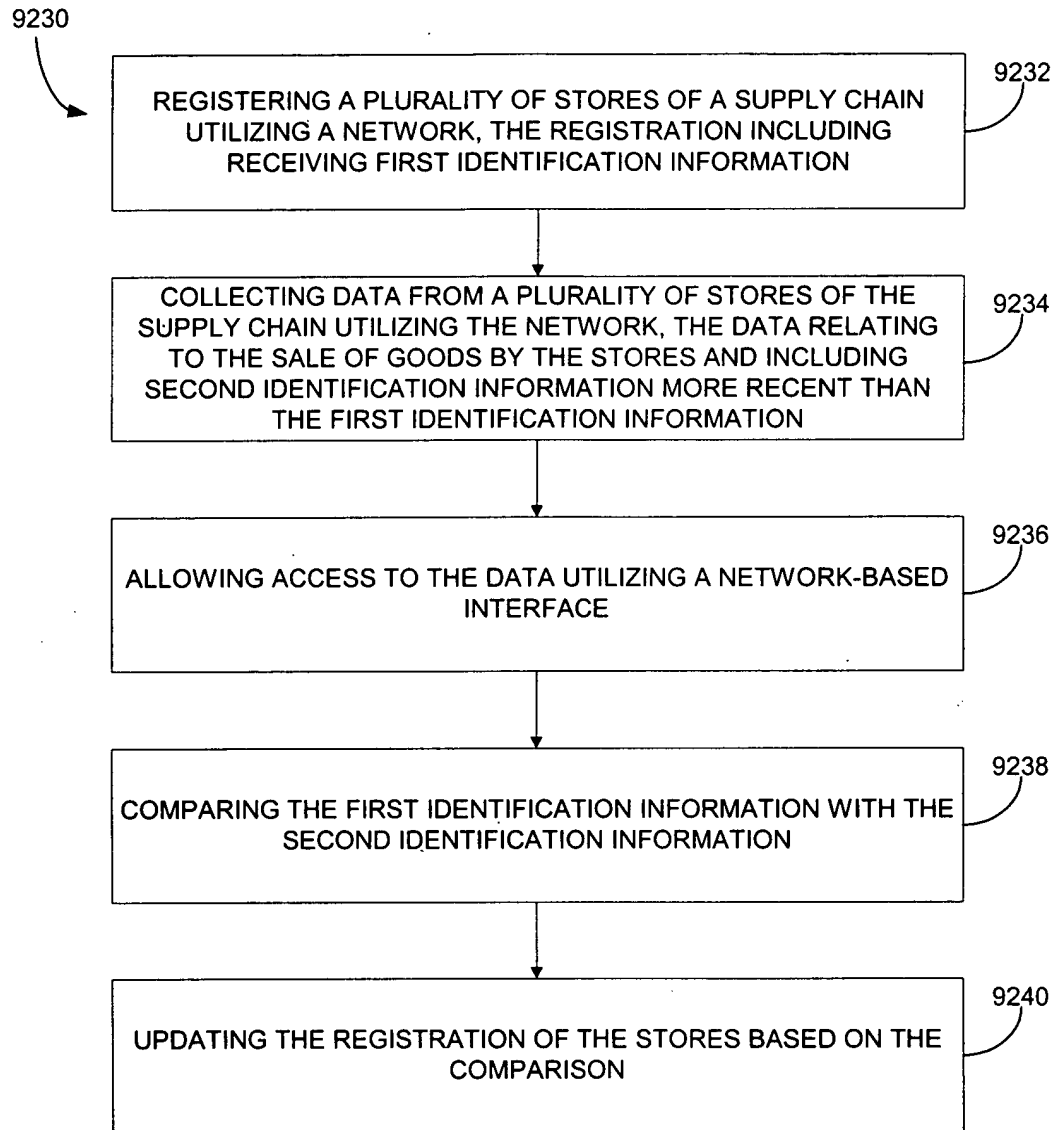 9230
9232
REGISTERING A PLURALITY OF STORES OF A SUPPLY CHAIN
UTILIZING A NETWORK, THE REGISTRATION INCLUDING
RECEIVING FIRST IDENTIFICATION INFORMATION
9234
COLLECTING DATA FROM A PLURALITY OF STORES OF THE
SUPPLY CHAIN UTILIZING THE NETWORK, THE DATA RELATING
TO THE SALE OF GOODS BY THE STORES AND INCLUDING
SECOND IDENTIFICATION INFORMATION MORE RECENT THAN
THE FIRST IDENTIFICATION INFORMATION
9236
ALLOWING ACCESS TO THE DATA UTILIZING A NETWORK-BASED
INTERFACE
9238
COMPARING THE FIRST IDENTIFICATION INFORMATION WITH THE
SECOND IDENTIFICATION INFORMATION
9240
UPDATING THE REGISTRATION OF THE STORES BASED ON THE
COMPARISON